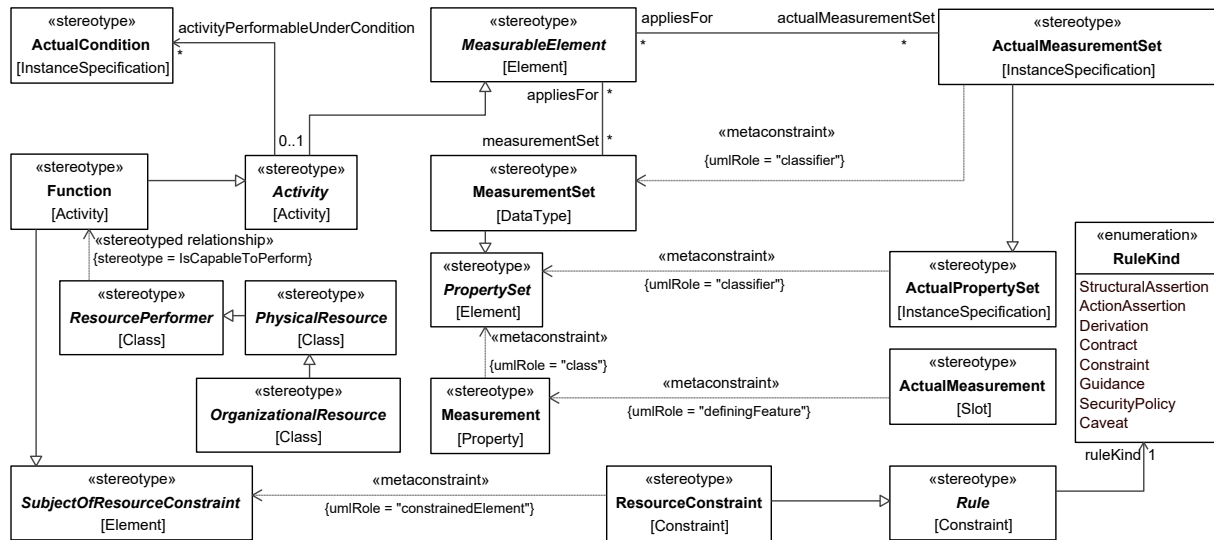 «stereotype»
ActualCondition
[InstanceSpecification]
activityPerformableUnderCondition
*
0..1
«stereotype»
MeasurableElement
[Element]
appliesFor
*
actualMeasurementSet
*
«stereotype»
ActualMeasurementSet
[InstanceSpecification]
appliesFor
*
measurementSet
*
«metaconstraint»
{umlRole = "classifier"}
«stereotype»
Function
[Activity]
«stereotype»
Activity
[Activity]
«stereotype»
MeasurementSet
[DataType]
«stereotyped relationship»
{stereotype = IsCapableToPerform}
«stereotype»
ResourcePerformer
[Class]
«stereotype»
PhysicalResource
[Class]
«stereotype»
OrganizationalResource
[Class]
«stereotype»
PropertySet
[Element]
«metaconstraint»
{umlRole = "classifier"}
«stereotype»
ActualPropertySet
[InstanceSpecification]
«enumeration»
RuleKind
StructuralAssertion
ActionAssertion
Derivation
Contract
Constraint
Guidance
SecurityPolicy
Caveat
«metaconstraint»
{umlRole = "class"}
«stereotype»
Measurement
[Property]
«metaconstraint»
{umlRole = "definingFeature"}
«stereotype»
ActualMeasurement
[Slot]
ruleKind
1
«stereotype»
SubjectOfResourceConstraint
[Element]
«metaconstraint»
{umlRole = "constrainedElement"}
«stereotype»
ResourceConstraint
[Constraint]
«stereotype»
Rule
[Constraint]